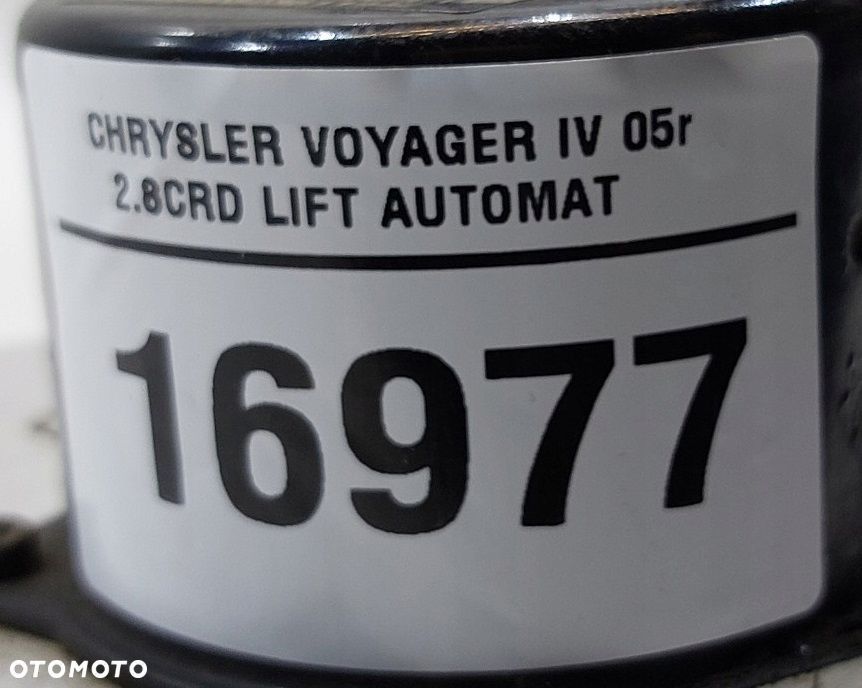 CHRYSLER VOYAGER IV 05r
2.8CRD LIFT AUTOMAT
16977
OTOMOTO